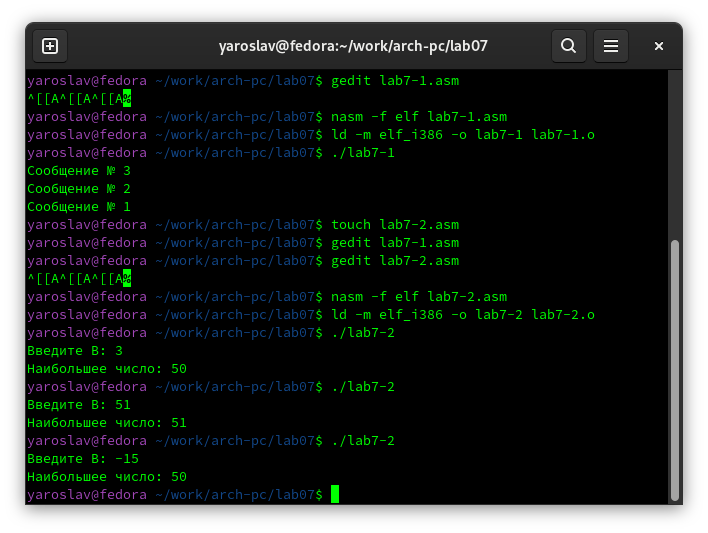 yaroslav@fedora:~/work/arch-pc/lab07
yaroslav@fedora ~/work/arch-pc/lab07$ gedit lab7-1.asm
^[[A^[[A^[[A%
yaroslav@fedora ~/work/arch-pc/lab07$ nasm -f elf lab7-1.asm
yaroslav@fedora ~/work/arch-pc/lab07$ ld -m elf_i386 -o lab7-1 lab7-1.o
yaroslav@fedora ~/work/arch-pc/lab07$ ./lab7-1
Сообщение № 3
Сообщение № 2
Сообщение № 1
yaroslav@fedora ~/work/arch-pc/lab07$ touch lab7-2.asm
yaroslav@fedora ~/work/arch-pc/lab07$ gedit lab7-1.asm
yaroslav@fedora ~/work/arch-pc/lab07$ gedit lab7-2.asm
^[[A^[[A^[[A%
yaroslav@fedora ~/work/arch-pc/lab07$ nasm -f elf lab7-2.asm
yaroslav@fedora ~/work/arch-pc/lab07$ ld -m elf_i386 -o lab7-2 lab7-2.o
yaroslav@fedora ~/work/arch-pc/lab07$ ./lab7-2
Введите B: 3
Наибольшее число: 50
yaroslav@fedora ~/work/arch-pc/lab07$ ./lab7-2
Введите B: 51
Наибольшее число: 51
yaroslav@fedora ~/work/arch-pc/lab07$ ./lab7-2
Введите B: -15
Наибольшее число: 50
yaroslav@fedora ~/work/arch-pc/lab07$